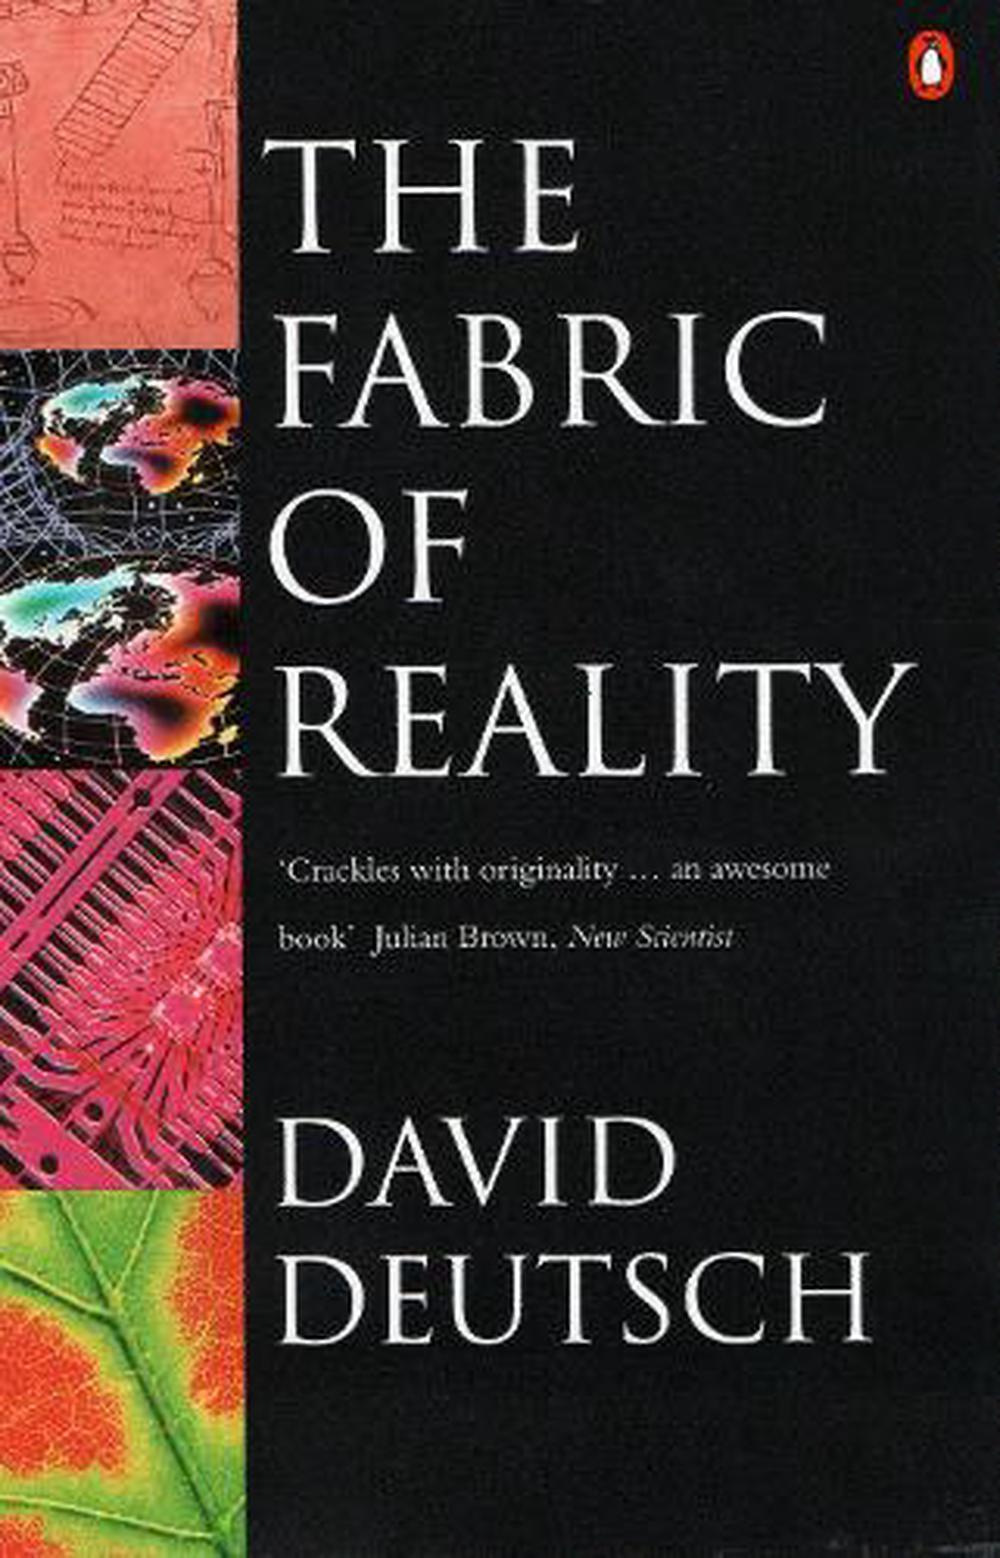 THE
FABRIC
OF
REALITY
‘Crackles with originality … an awesome
book’ Julian Brown, New Scientist
DAVID
DEUTSCH